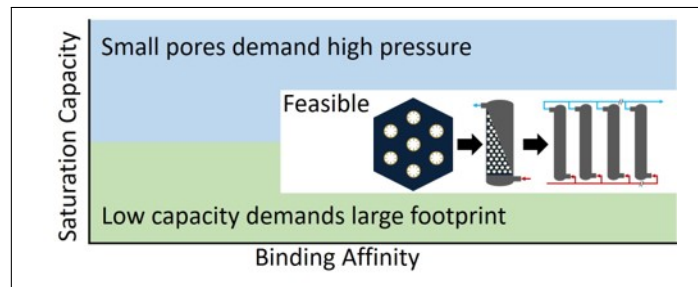 Small pores demand high pressure
Feasible
Low capacity demands large footprint
Saturation Capacity
Binding Affinity